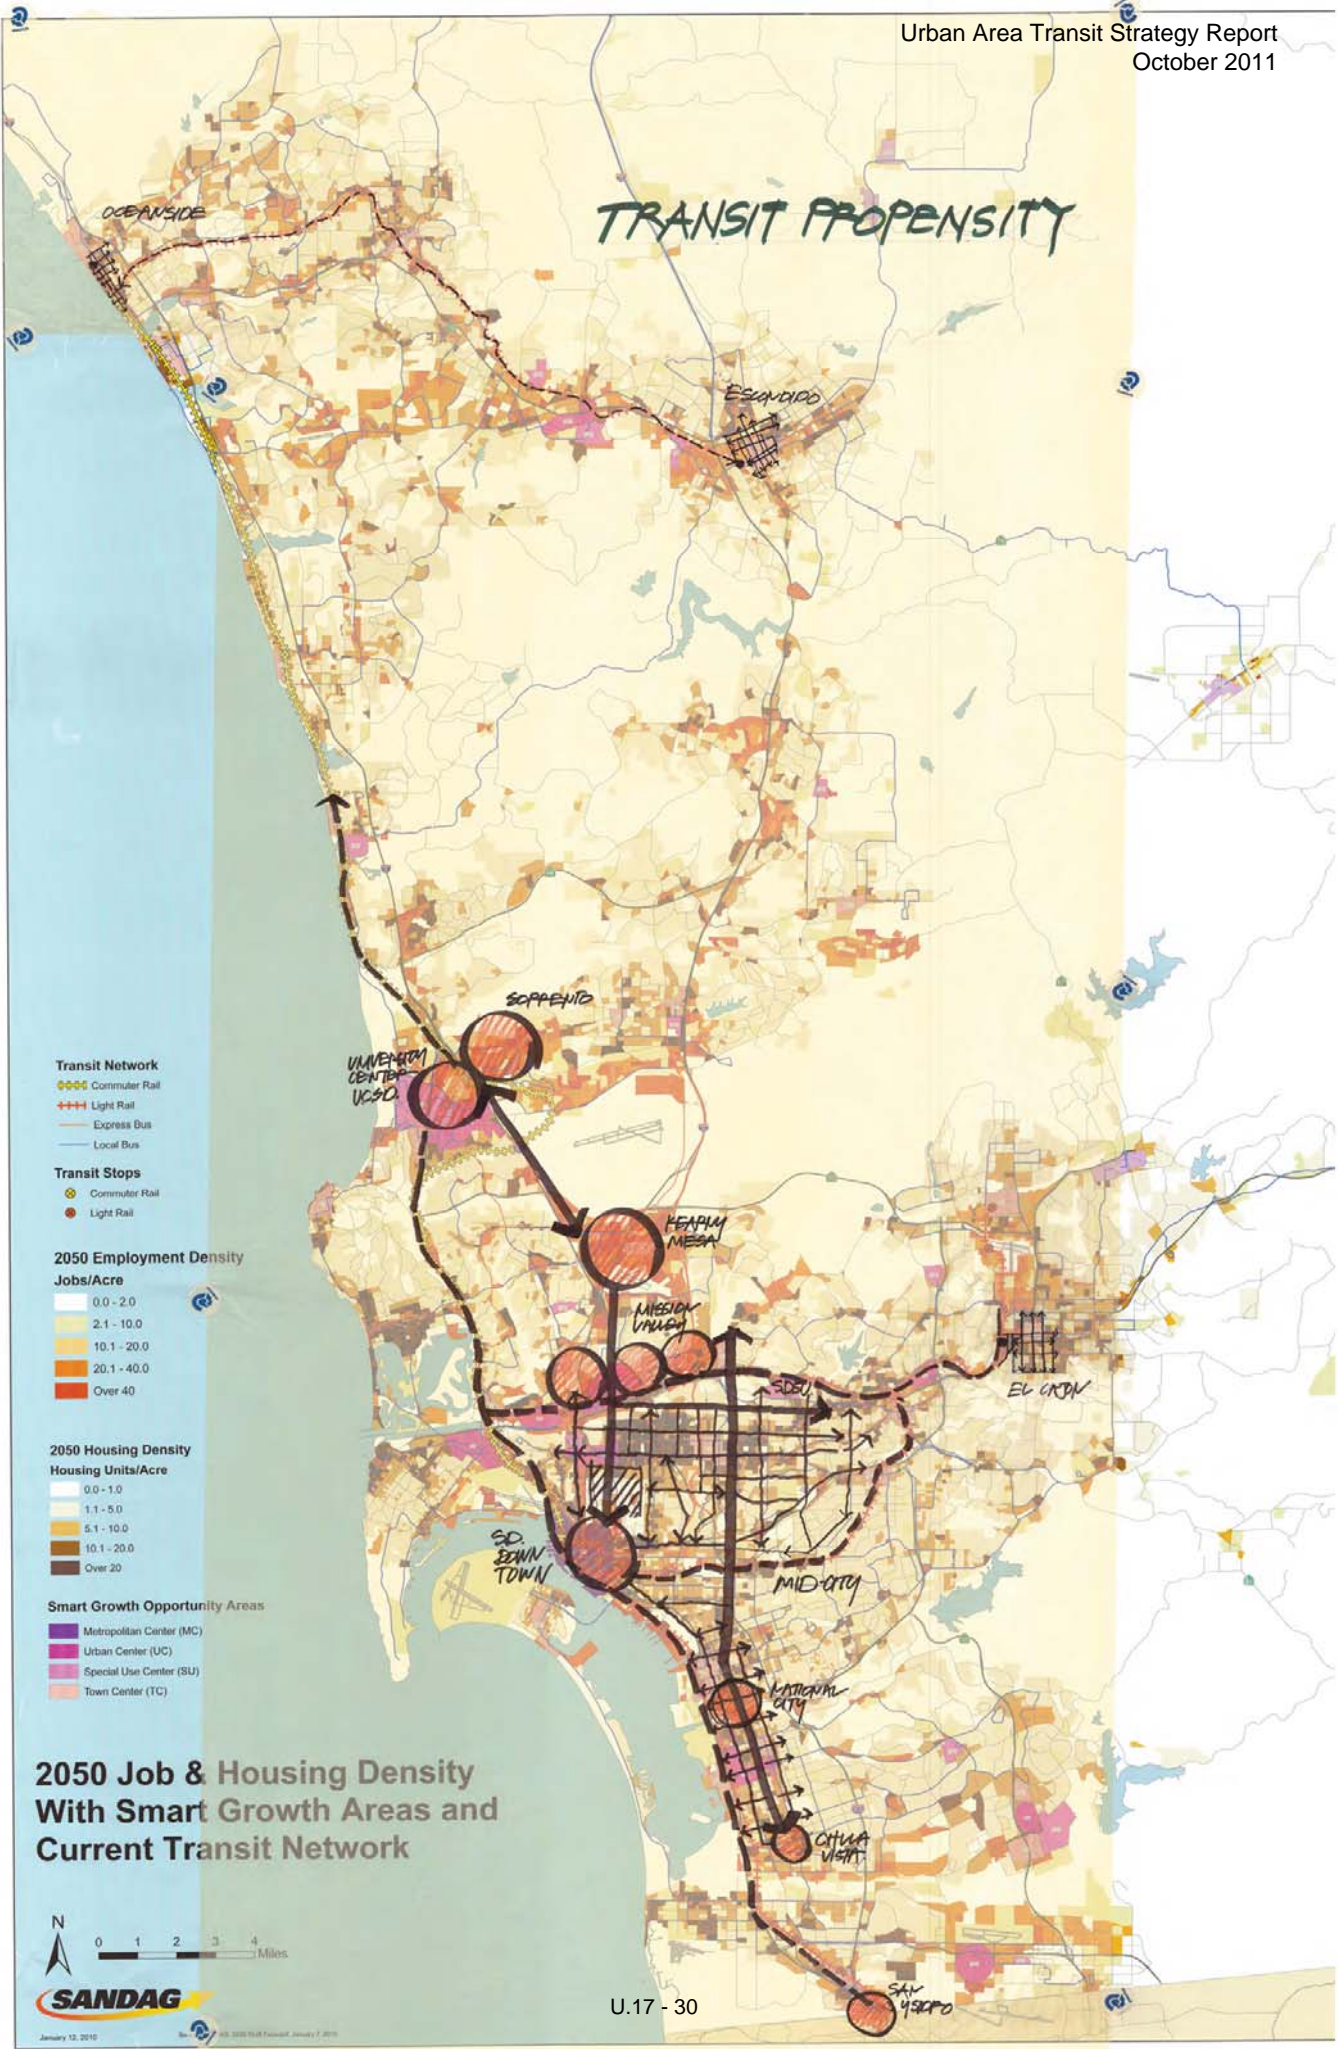 Urban Area Transit Strategy Report
October 2011
TRANSIT PROPENSITY
OCEANSIDE
ESCONDIDO
SORRENTO
UNIVERSITY
CENTER
UCSD.
KEARNY
MESA
MISSION
VALLEY
SDSU
EL CAJON
SD.
DOWN
TOWN
MID-CITY
NATIONAL
CITY
CHULA
VISTA
SAN
YSIDRO
Transit Network
Commuter Rail
Light Rail
Express Bus
Local Bus
Transit Stops
Commuter Rail
Light Rail
2050 Employment Density
Jobs/Acre
0.0 - 2.0
2.1 - 10.0
10.1 - 20.0
20.1 - 40.0
Over 40
2050 Housing Density
Housing Units/Acre
0.0 - 1.0
1.1 - 5.0
5.1 - 10.0
10.1 - 20.0
Over 20
Smart Growth Opportunity Areas
Metropolitan Center (MC)
Urban Center (UC)
Special Use Center (SU)
Town Center (TC)
2050 Job & Housing Density
With Smart Growth Areas and
Current Transit Network
N
0 1 2 3 4
Miles
SANDAG
January 12, 2010
U.17 - 30